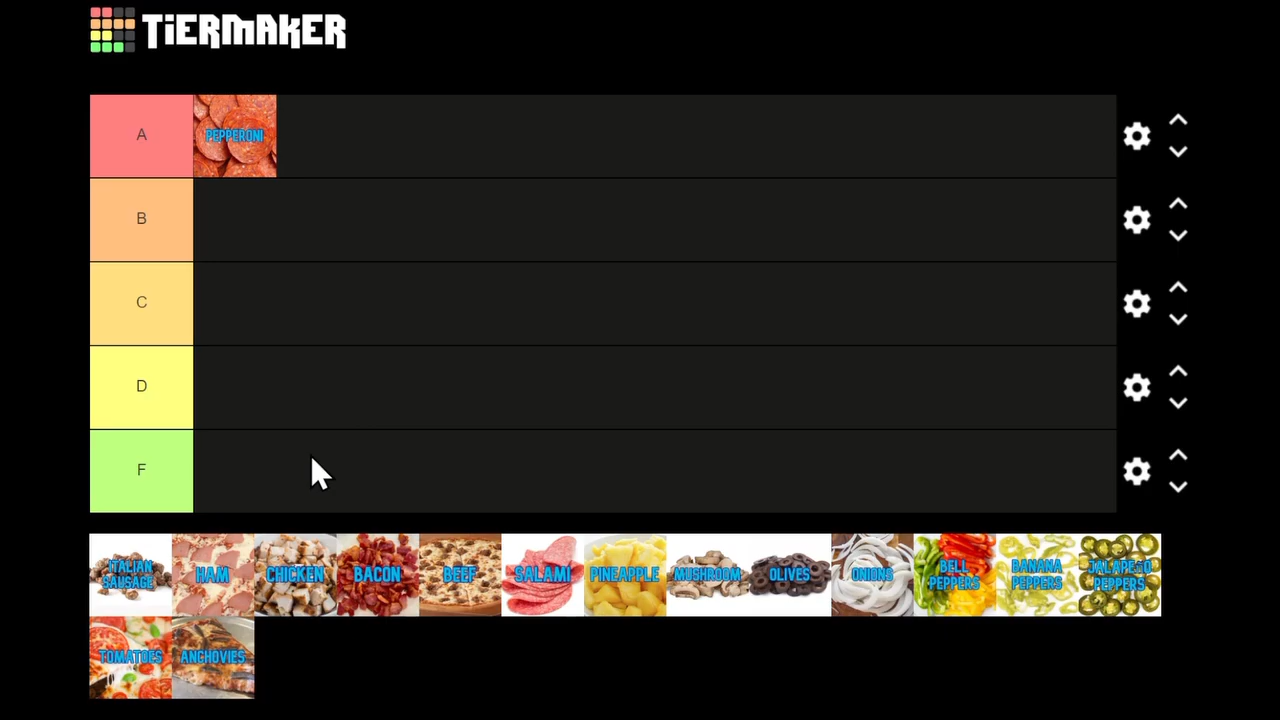 TiERMAKER
A
PEPPERONI
B
C
D
F
ITALIAN
SAUSAGE
HAM
CHICKEN
BACON
BEEF
SALAMI
PINEAPPLE
MUSHROOM
OLIVES
ONIONS
BELL
PEPPERS
BANANA
PEPPERS
JALAPENO
PEPPERS
TOMATOES
ANCHOVIES